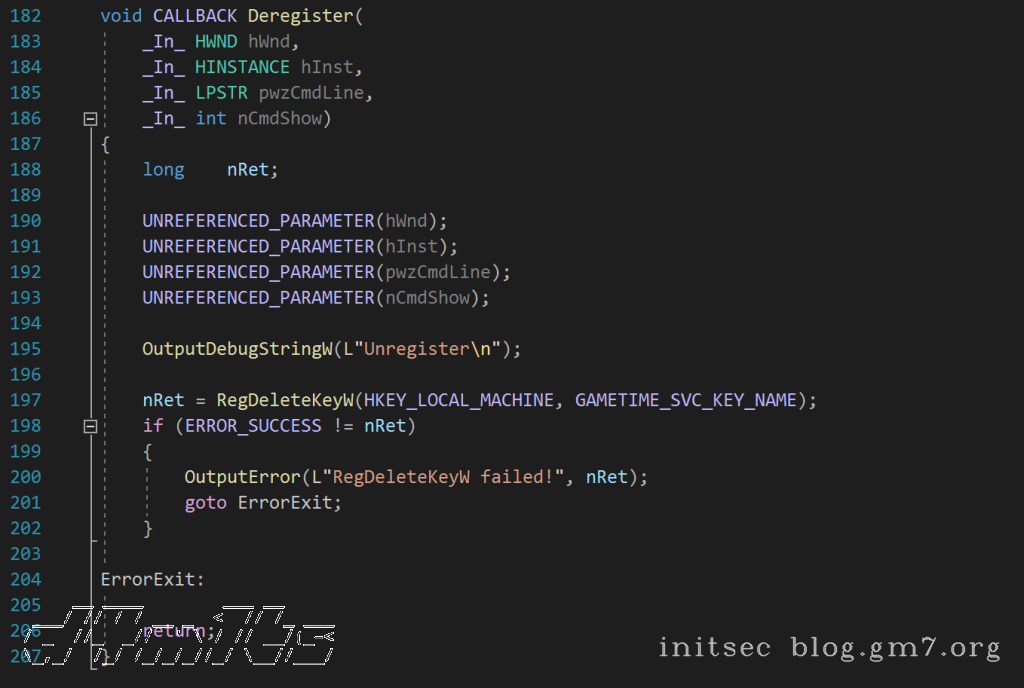 182 void CALLBACK Deregister(
183 _In_ HWND hWnd,
184 _In_ HINSTANCE hInst,
185 _In_ LPSTR pwzCmdLine,
186 _In_ int nCmdShow)
187 {
188 long    nRet;
189
190 UNREFERENCED_PARAMETER(hWnd);
191 UNREFERENCED_PARAMETER(hInst);
192 UNREFERENCED_PARAMETER(pwzCmdLine);
193 UNREFERENCED_PARAMETER(nCmdShow);
194
195 OutputDebugStringW(L"Unregister\n");
196
197 nRet = RegDeleteKeyW(HKEY_LOCAL_MACHINE, GAMETIME_SVC_KEY_NAME);
198 if (ERROR_SUCCESS != nRet)
199 {
200 OutputError(L"RegDeleteKeyW failed!", nRet);
201 goto ErrorExit;
202 }
203
204 ErrorExit:
205
206 return;
207 }
initsec blog.gm7.org